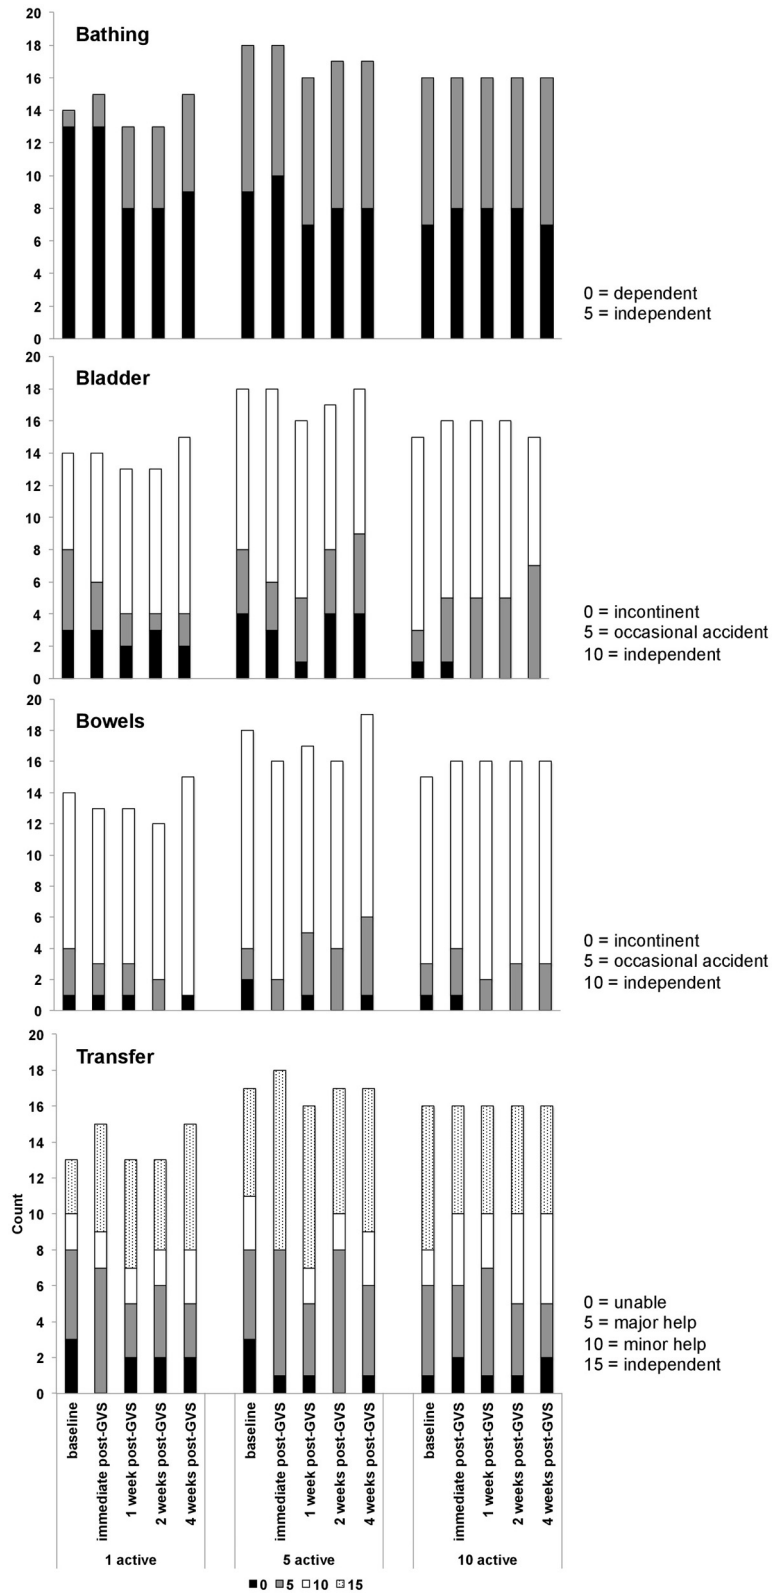 20
Bathing
18
16
14
12
10
8
6
4
2
0
0 = dependent
5 = independent
20
Bladder
18
16
14
12
10
8
6
4
2
0
0 = incontinent
5 = occasional accident
10 = independent
20
Bowels
18
16
14
12
10
8
6
4
2
0
0 = incontinent
5 = occasional accident
10 = independent
20
Transfer
18
16
14
12
10
8
6
4
2
0
Count
0 = unable
5 = major help
10 = minor help
15 = independent
baseline
immediate post-GVS
1 week post-GVS
2 weeks post-GVS
4 weeks post-GVS
baseline
immediate post-GVS
1 week post-GVS
2 weeks post-GVS
4 weeks post-GVS
baseline
immediate post-GVS
1 week post-GVS
2 weeks post-GVS
4 weeks post-GVS
1 active 5 active 10 active
0 5 10 15